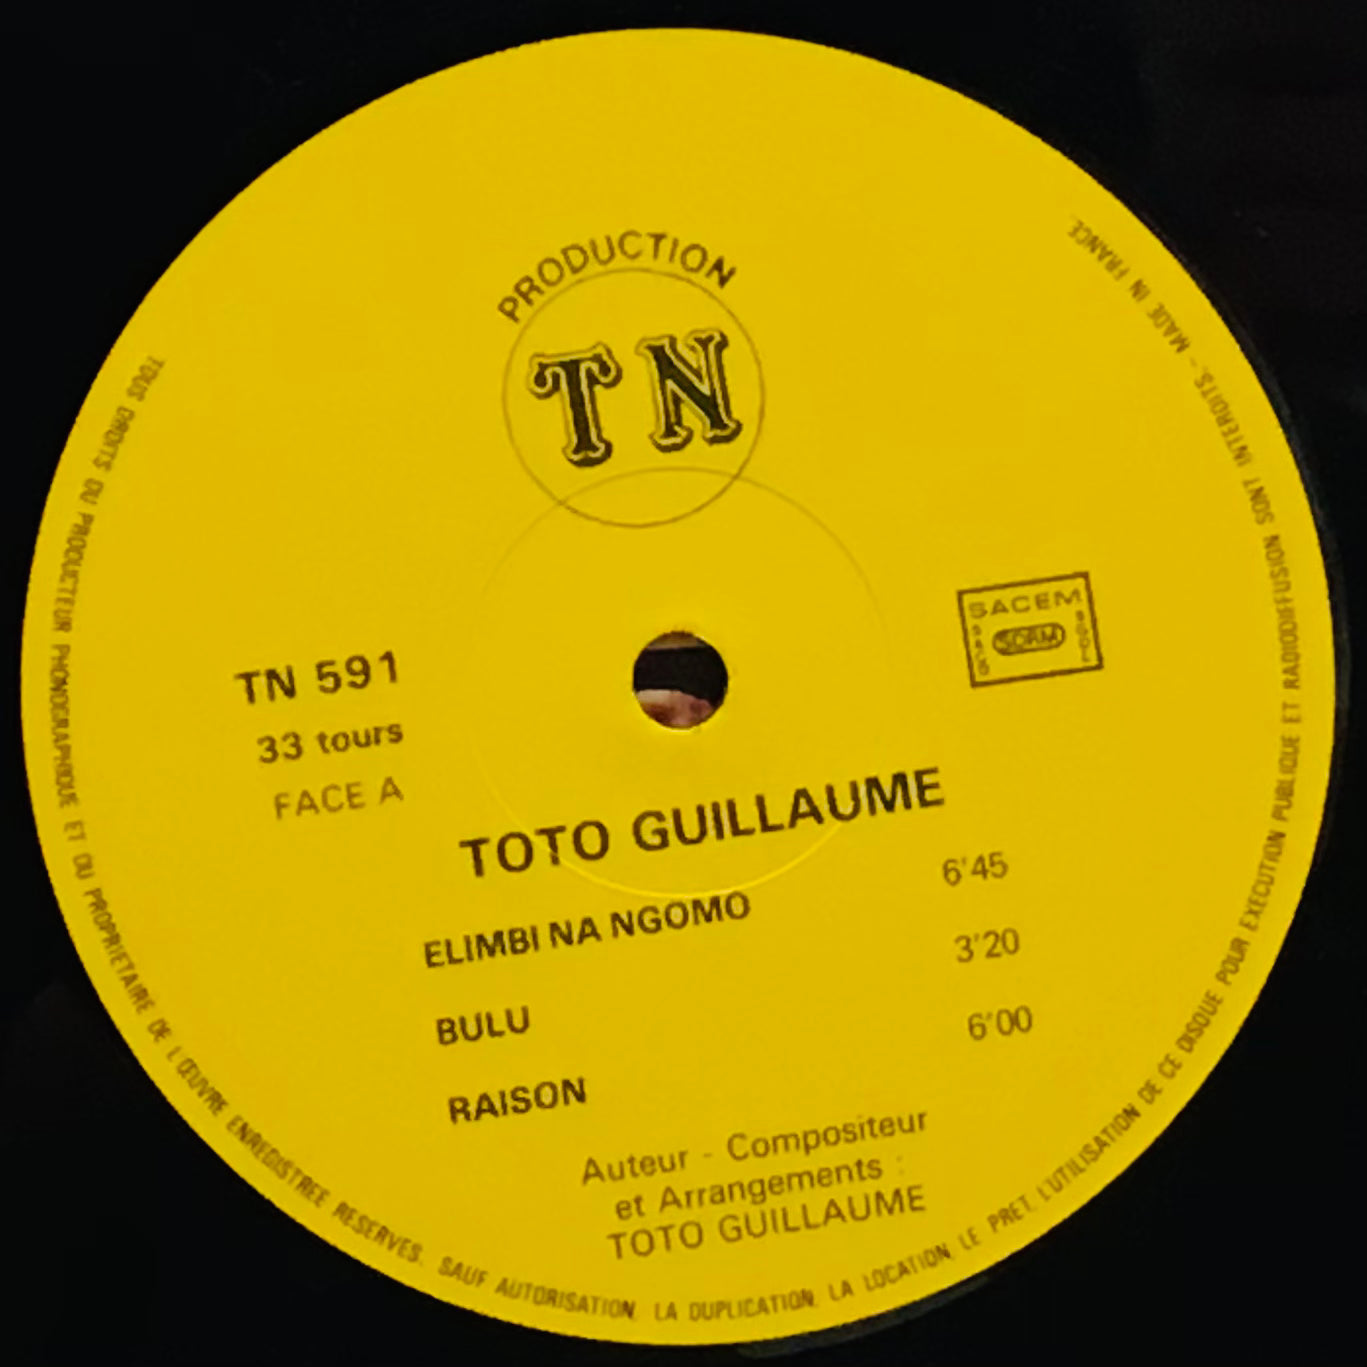 PRODUCTION
TN
TN 591
33 tours
FACE A
SACEM
SDRM
TOTO GUILLAUME
ELIMBI NA NGOMO 6'45
BULU 3'20
RAISON 6'00
Auteur - Compositeur
et Arrangements :
TOTO GUILLAUME
TOUS DROITS DU PRODUCTEUR PHONOGRAPHIQUE ET DU PROPRIETAIRE DE L'ŒUVRE ENREGISTREE RESERVES. SAUF AUTORISATION, LA DUPLICATION, LA LOCATION, LE PRET, L'UTILISATION DE CE DISQUE POUR EXECUTION PUBLIQUE ET RADIODIFFUSION SONT INTERDITS. - MADE IN FRANCE.